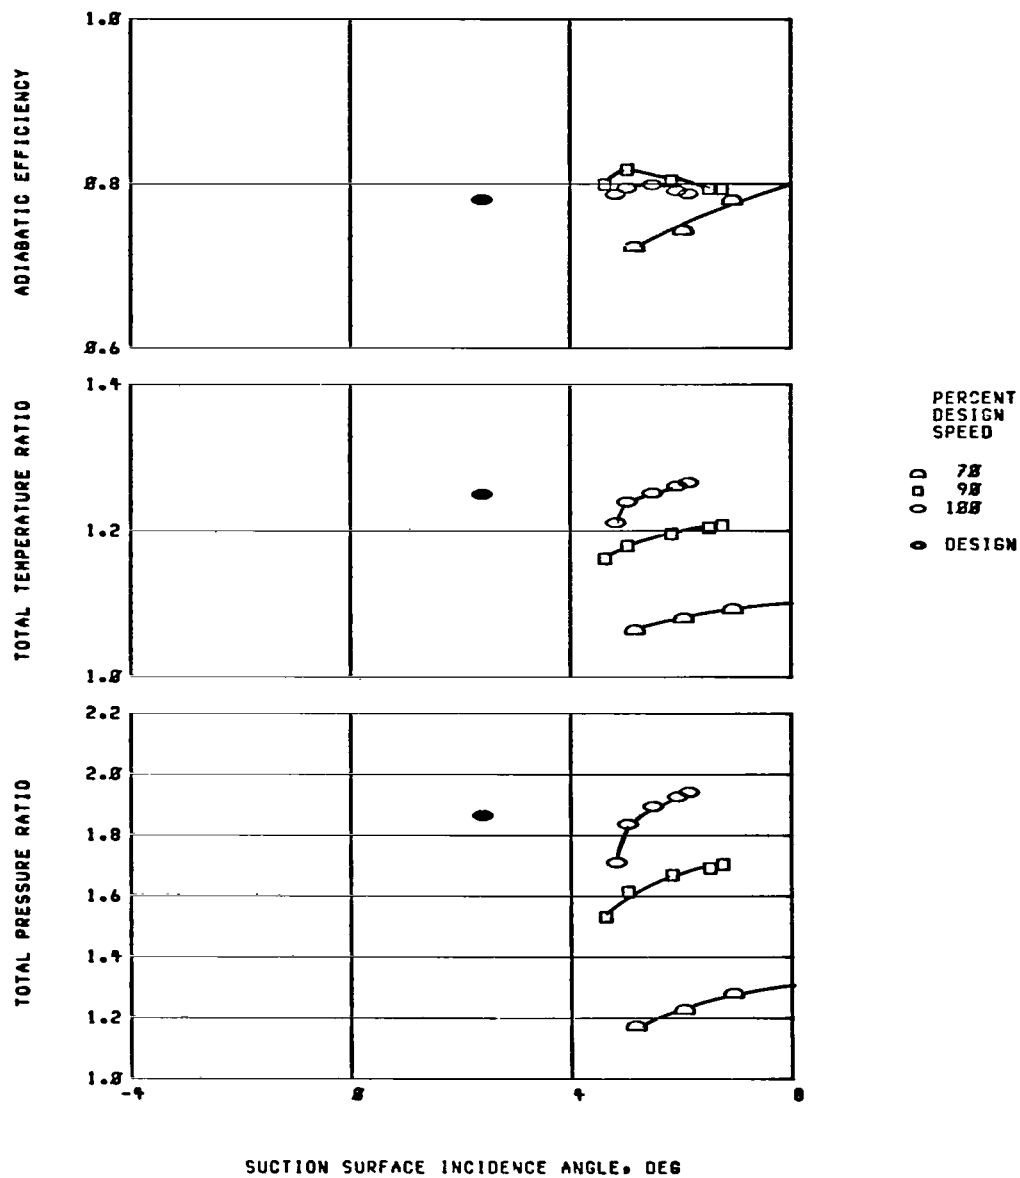 ADIABATIC EFFICIENCY
1.0
0.8
0.6
TOTAL TEMPERATURE RATIO
1.4
1.2
1.0
TOTAL PRESSURE RATIO
2.2
2.0
1.8
1.6
1.4
1.2
1.0
-4
0
4
8
SUCTION SURFACE INCIDENCE ANGLE, DEG
PERCENT
DESIGN
SPEED
70
90
100
DESIGN